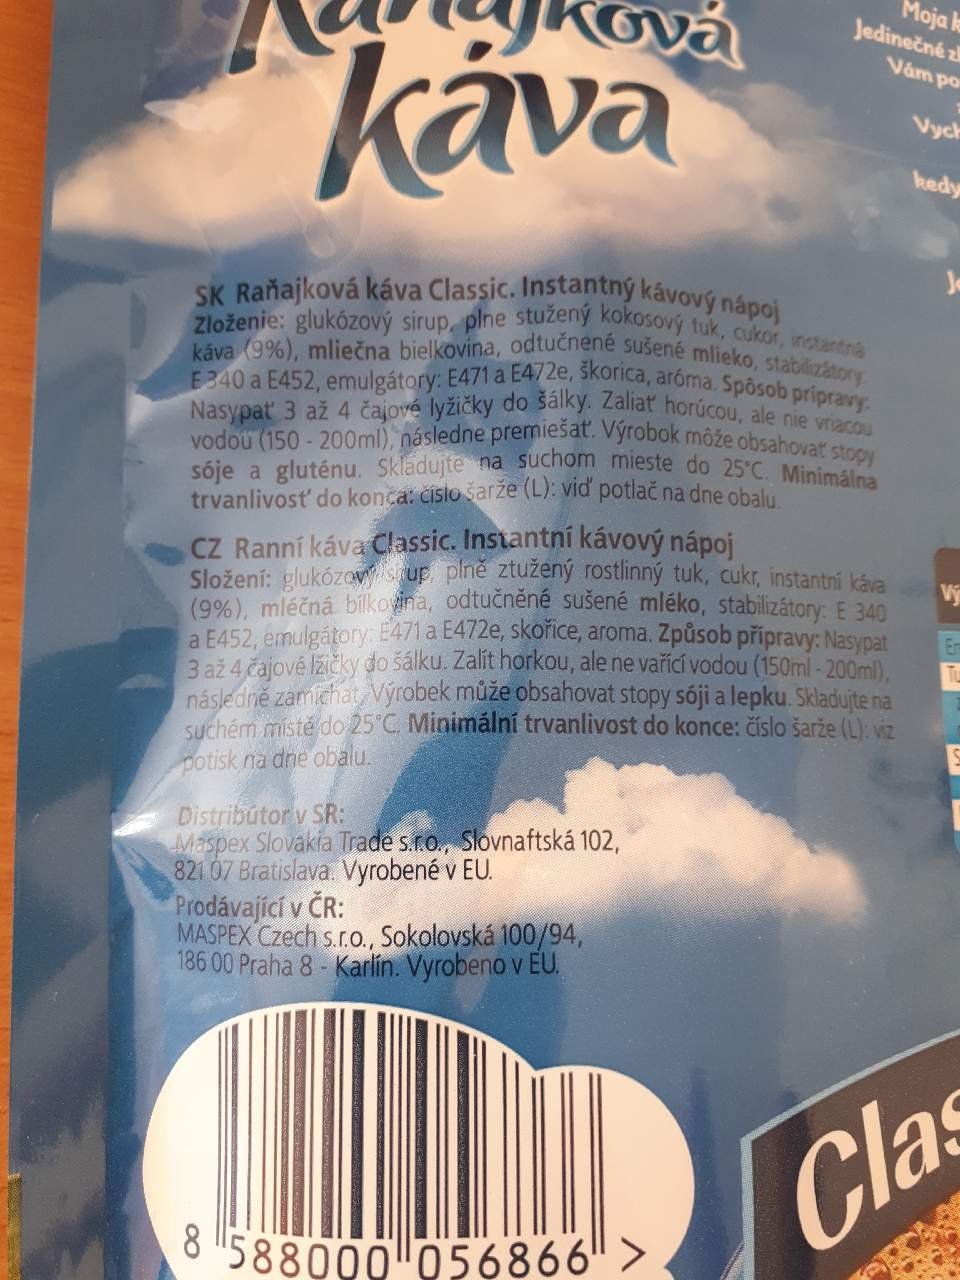 Raňajková
káva
Moja
Jedinečné
Vám
kedy
SK Raňajková káva Classic. Instantný kávový nápoj
Zloženie: glukózový sirup, plne stužený kokosový tuk, cukor, instantná
káva (9%), mliečna bielkovina, odtučnené sušené mlieko, stabilizátory:
E 340 a E452, emulgátory: E471 a E472e, škorica, aróma. Spôsob prípravy:
Nasypať 3 až 4 čajové lyžičky do šálky. Zaliať horúcou, ale nie vriacou
vodou (150 - 200ml), následne premiešať. Výrobok môže obsahovať stopy
sóje a gluténu. Skladujte na suchom mieste do 25°C. Minimálna
trvanlivosť do konca: číslo šarže (L): viď potlač na dne obalu.
CZ Ranní káva Classic. Instantní kávový nápoj
Složení: glukózový sirup, plně ztužený rostlinný tuk, cukr, instantní káva
(9%), mléčná bílkovina, odtučněné sušené mléko, stabilizátory: E 340
a E452, emulgátory: E471 a E472e, skořice, aroma. Způsob přípravy: Nasypat
3 až 4 čajové lžičky do šálku. Zalít horkou, ale ne vařící vodou (150ml - 200ml),
následně zamíchat. Výrobek může obsahovat stopy sóji a lepku. Skladujte na
suchém místě do 25°C. Minimální trvanlivost do konce: číslo šarže (L): viz
potisk na dne obalu.
Distribútor v SR:
Maspex Slovakia Trade s.r.o., Slovnaftská 102,
821 07 Bratislava. Vyrobené v EU.
Prodávající v ČR:
MASPEX Czech s.r.o., Sokolovská 100/94,
186 00 Praha 8 - Karlín. Vyrobeno v EU.
8 588000 056866 >
Clas